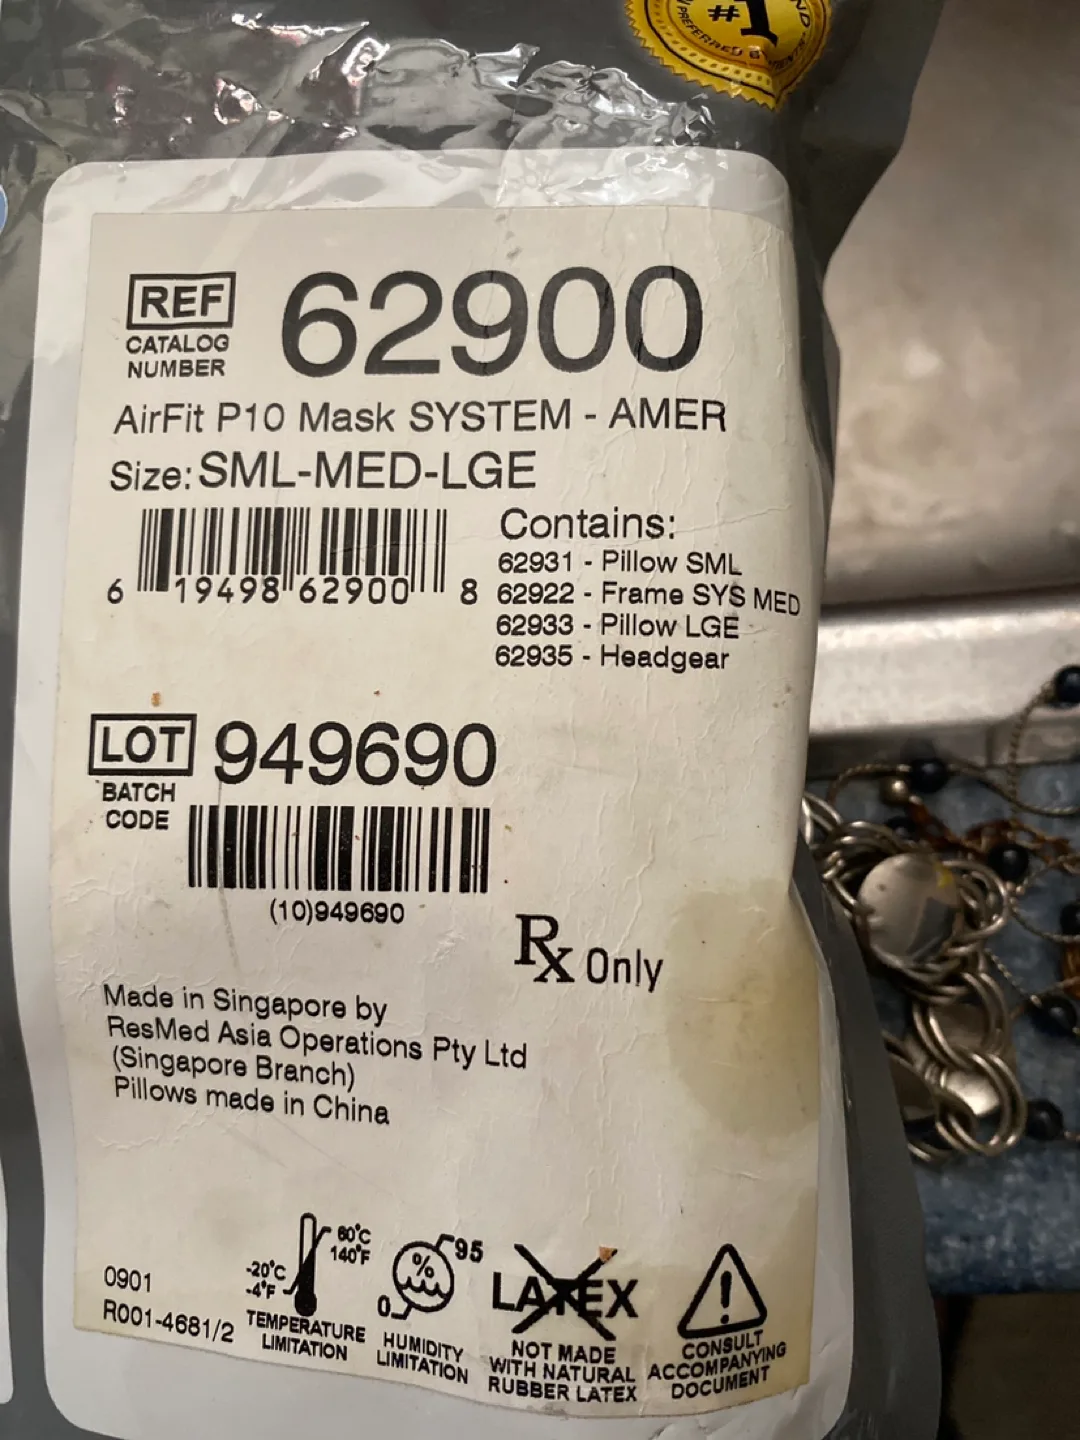 #1
PREFERRED B
REF
CATALOG
NUMBER
62900
AirFit P10 Mask SYSTEM - AMER
Size: SML-MED-LGE
6 19498 62900 8
Contains:
62931 - Pillow SML
62922 - Frame SYS MED
62933 - Pillow LGE
62935 - Headgear
LOT
BATCH
CODE
949690
(10)949690
Rx Only
Made in Singapore by
ResMed Asia Operations Pty Ltd
(Singapore Branch)
Pillows made in China
0901
R001-4681/2
60°C
140°F
-20°C
-4°F
TEMPERATURE
LIMITATION
%
95
0
HUMIDITY
LIMITATION
LATEX
NOT MADE
WITH NATURAL
RUBBER LATEX
!
CONSULT
ACCOMPANYING
DOCUMENT